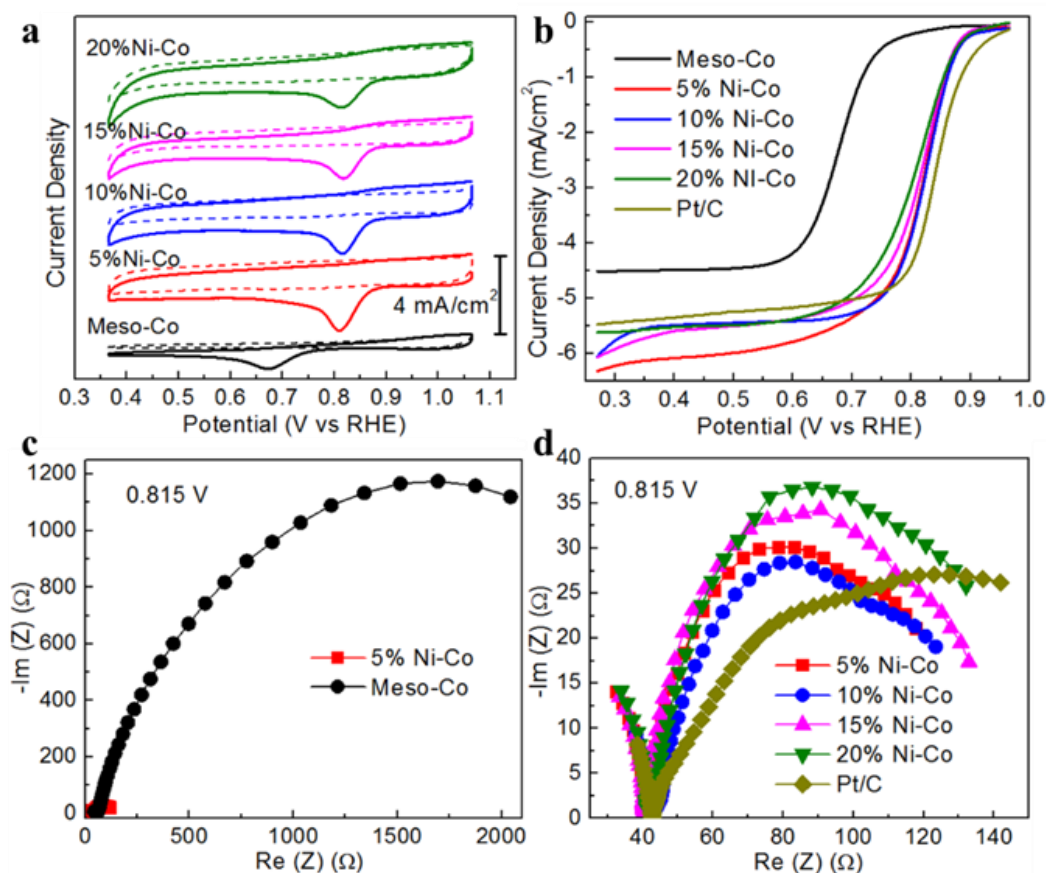 a
20%Ni-Co
15%Ni-Co
10%Ni-Co
5%Ni-Co
Meso-Co
4 mA/cm²
Current Density
0.3 0.4 0.5 0.6 0.7 0.8 0.9 1.0 1.1
Potential (V vs RHE)
b
0
-1
-2
-3
-4
-5
-6
Current Density (mA/cm²)
Meso-Co
5% Ni-Co
10% Ni-Co
15% Ni-Co
20% NI-Co
Pt/C
0.3 0.4 0.5 0.6 0.7 0.8 0.9 1.0
Potential (V vs RHE)
c
0.815 V
1200
1000
800
600
400
200
0
-Im (Z) (Ω)
5% Ni-Co
Meso-Co
0 500 1000 1500 2000
Re (Z) (Ω)
d
0.815 V
40
35
30
25
20
15
10
5
0
-Im (Z) (Ω)
5% Ni-Co
10% Ni-Co
15% Ni-Co
20% Ni-Co
Pt/C
40 60 80 100 120 140
Re (Z) (Ω)